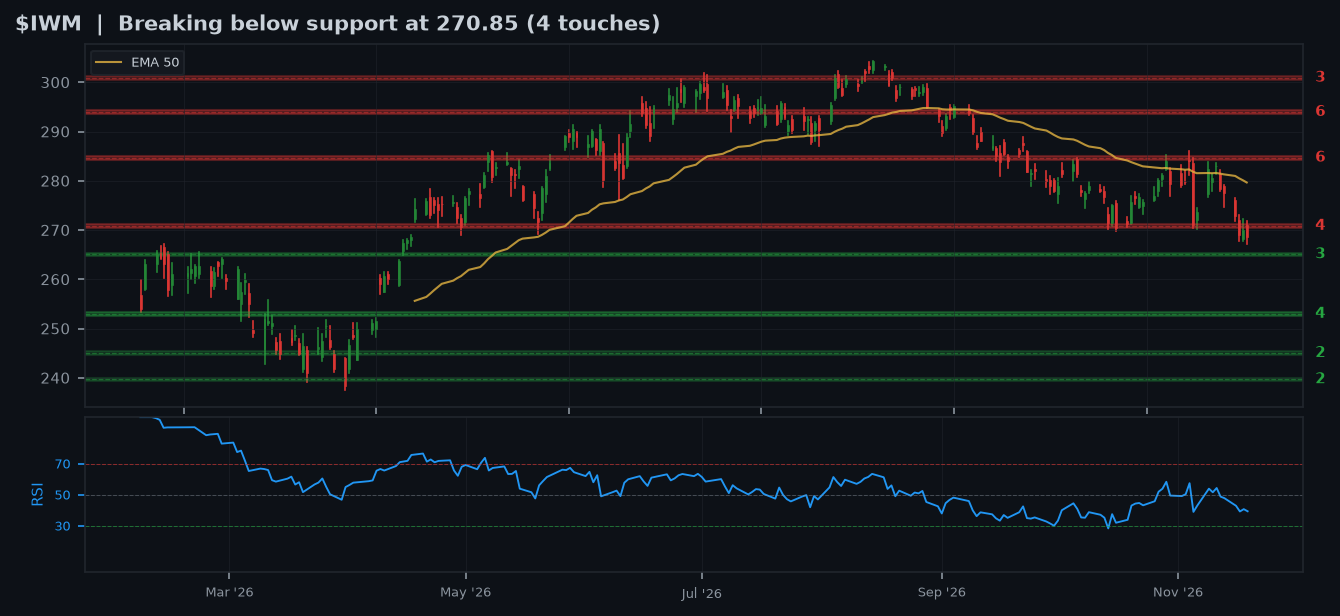 $IWM | Breaking below support at 270.85 (4 touches)
EMA 50
300
290
280
270
260
250
240
3
6
6
4
3
4
2
2
RSI
70
50
30
Mar '26
May '26
Jul '26
Sep '26
Nov '26